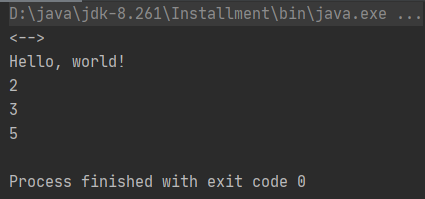 D:\java\jdk-8.261\Installment\bin\java.exe ...
<-->
Hello, world!
2
3
5
Process finished with exit code 0